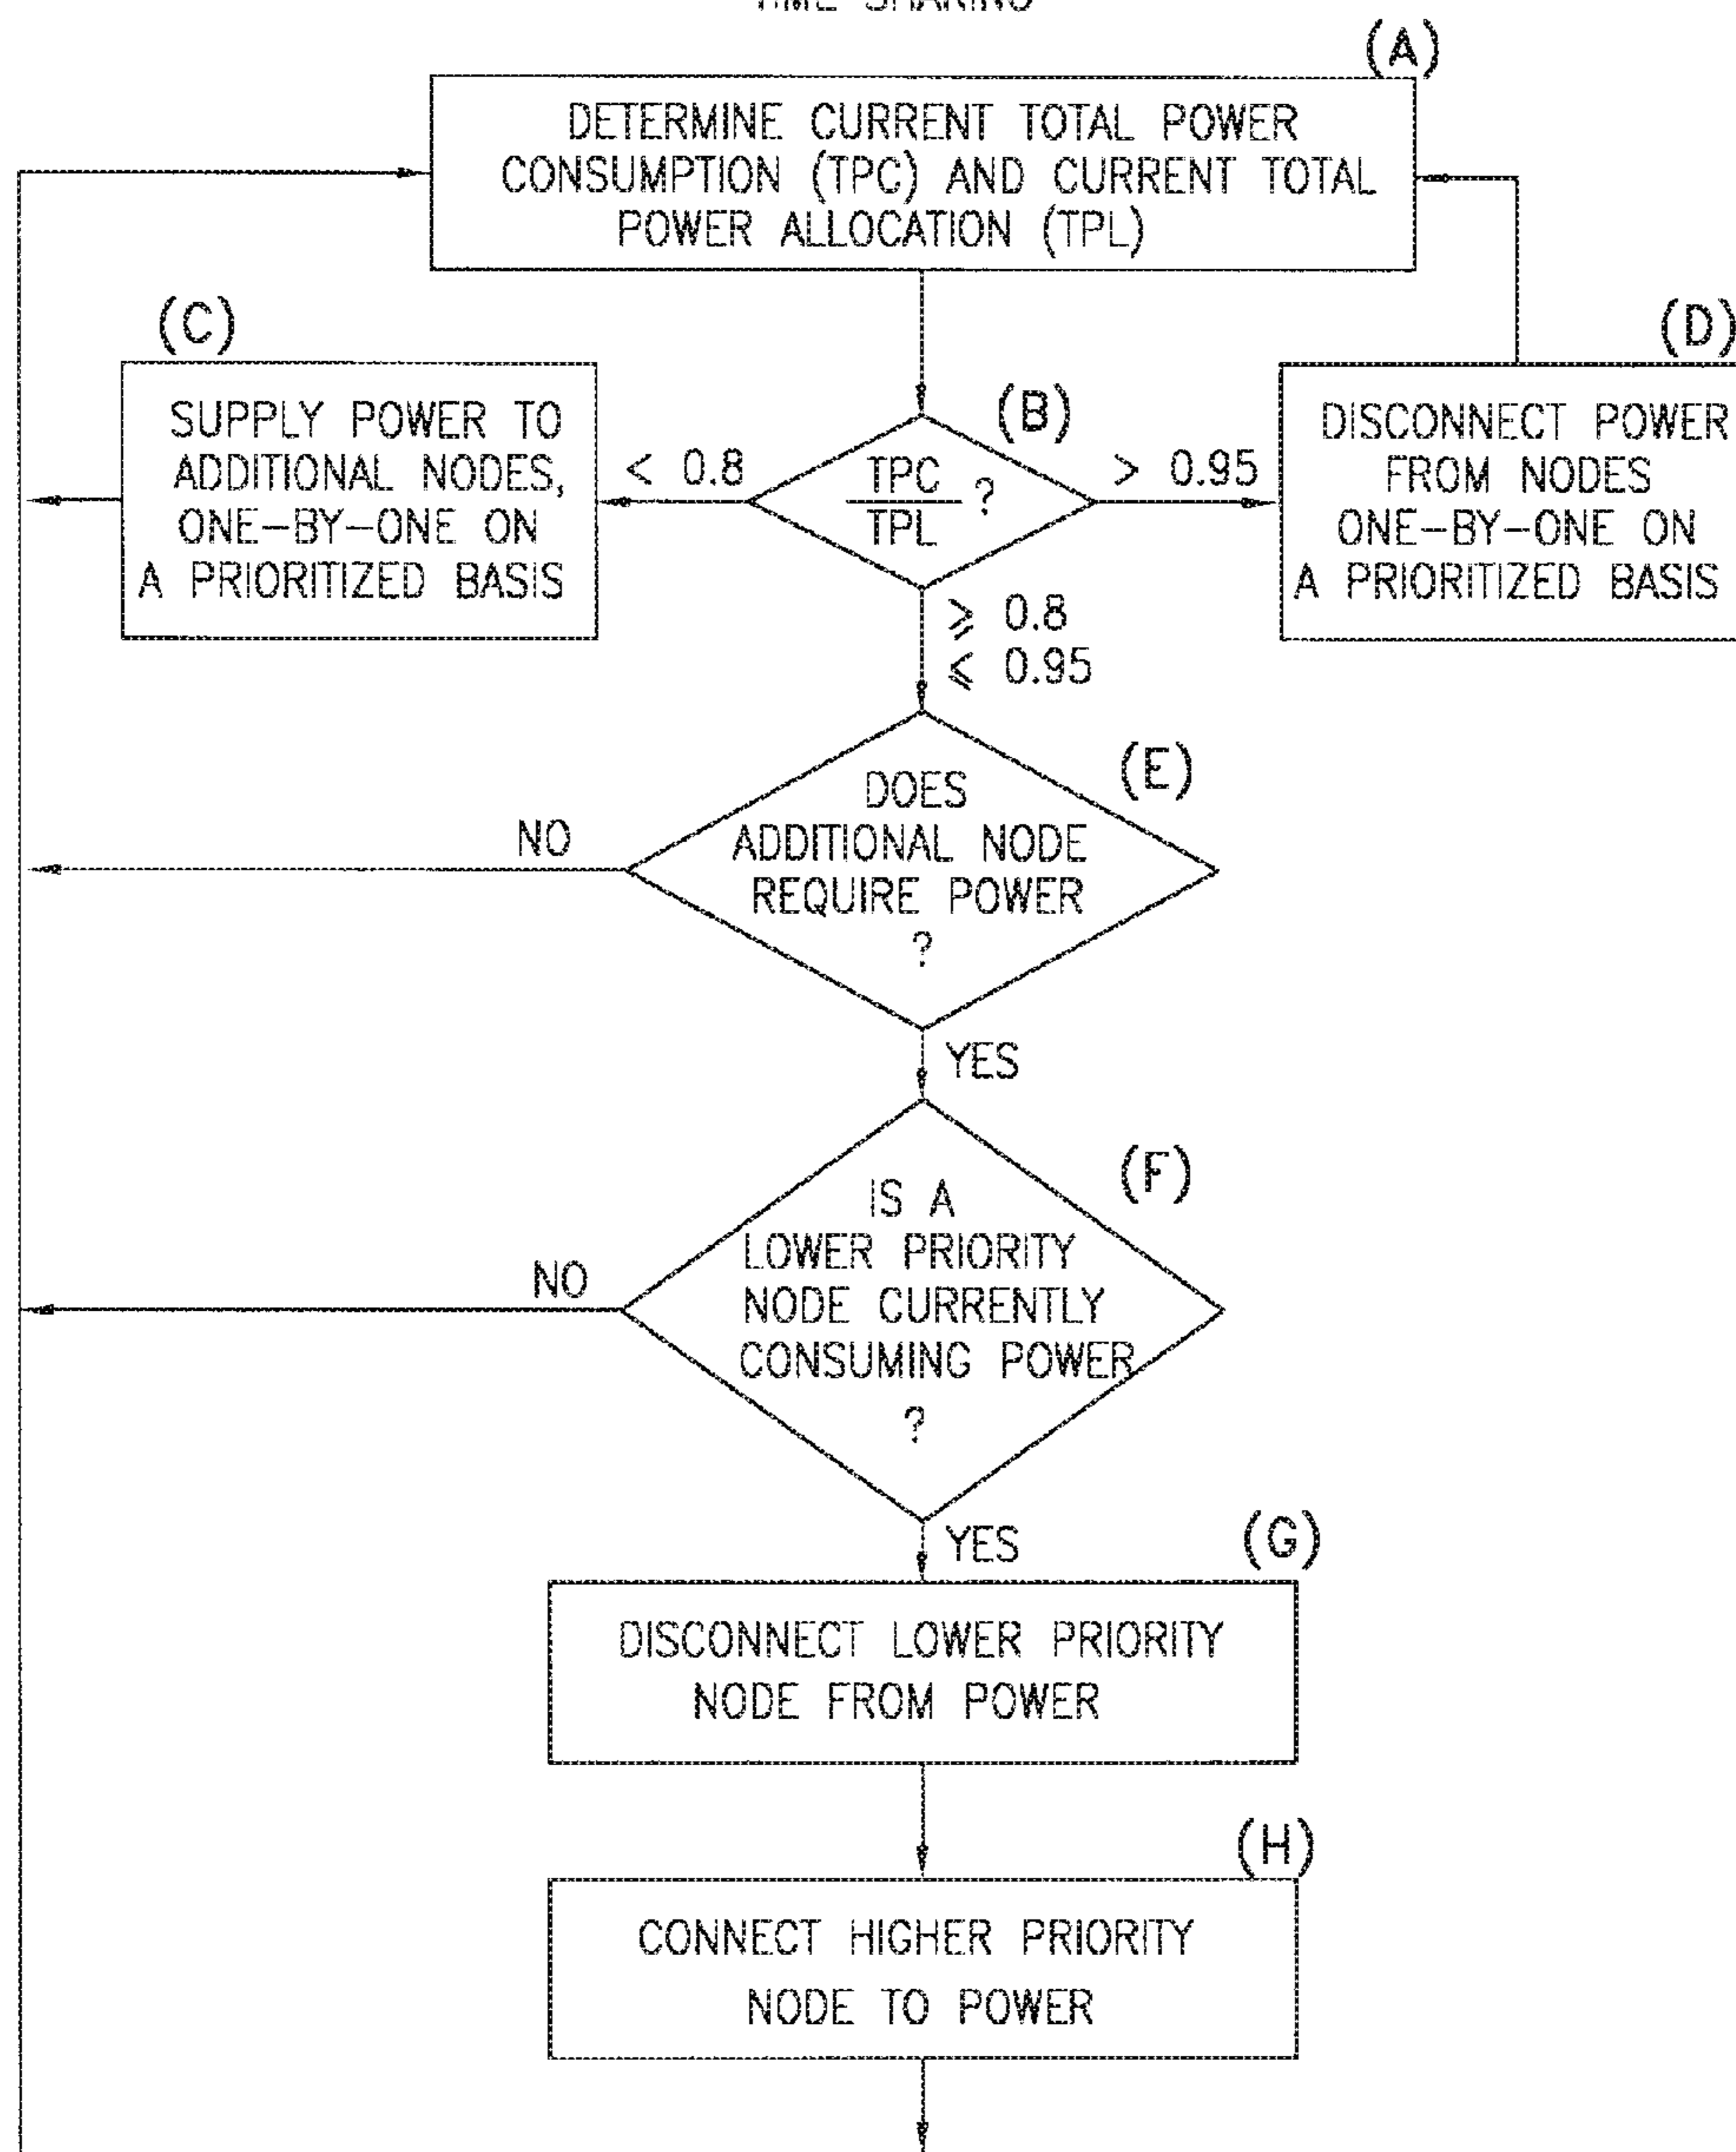 (A)
DETERMINE CURRENT TOTAL POWER
CONSUMPTION (TPC) AND CURRENT TOTAL
POWER ALLOCATION (TPL)
(C)
SUPPLY POWER TO
ADDITIONAL NODES,
ONE-BY-ONE ON
A PRIORITIZED BASIS
< 0.8
(B)
TPC
TPL
?
> 0.95
(D)
DISCONNECT POWER
FROM NODES
ONE-BY-ONE ON
A PRIORITIZED BASIS
⩾ 0.8
⩽ 0.95
(E)
DOES
ADDITIONAL NODE
REQUIRE POWER
?
NO
YES
(F)
IS A
LOWER PRIORITY
NODE CURRENTLY
CONSUMING POWER
?
NO
YES
(G)
DISCONNECT LOWER PRIORITY
NODE FROM POWER
(H)
CONNECT HIGHER PRIORITY
NODE TO POWER